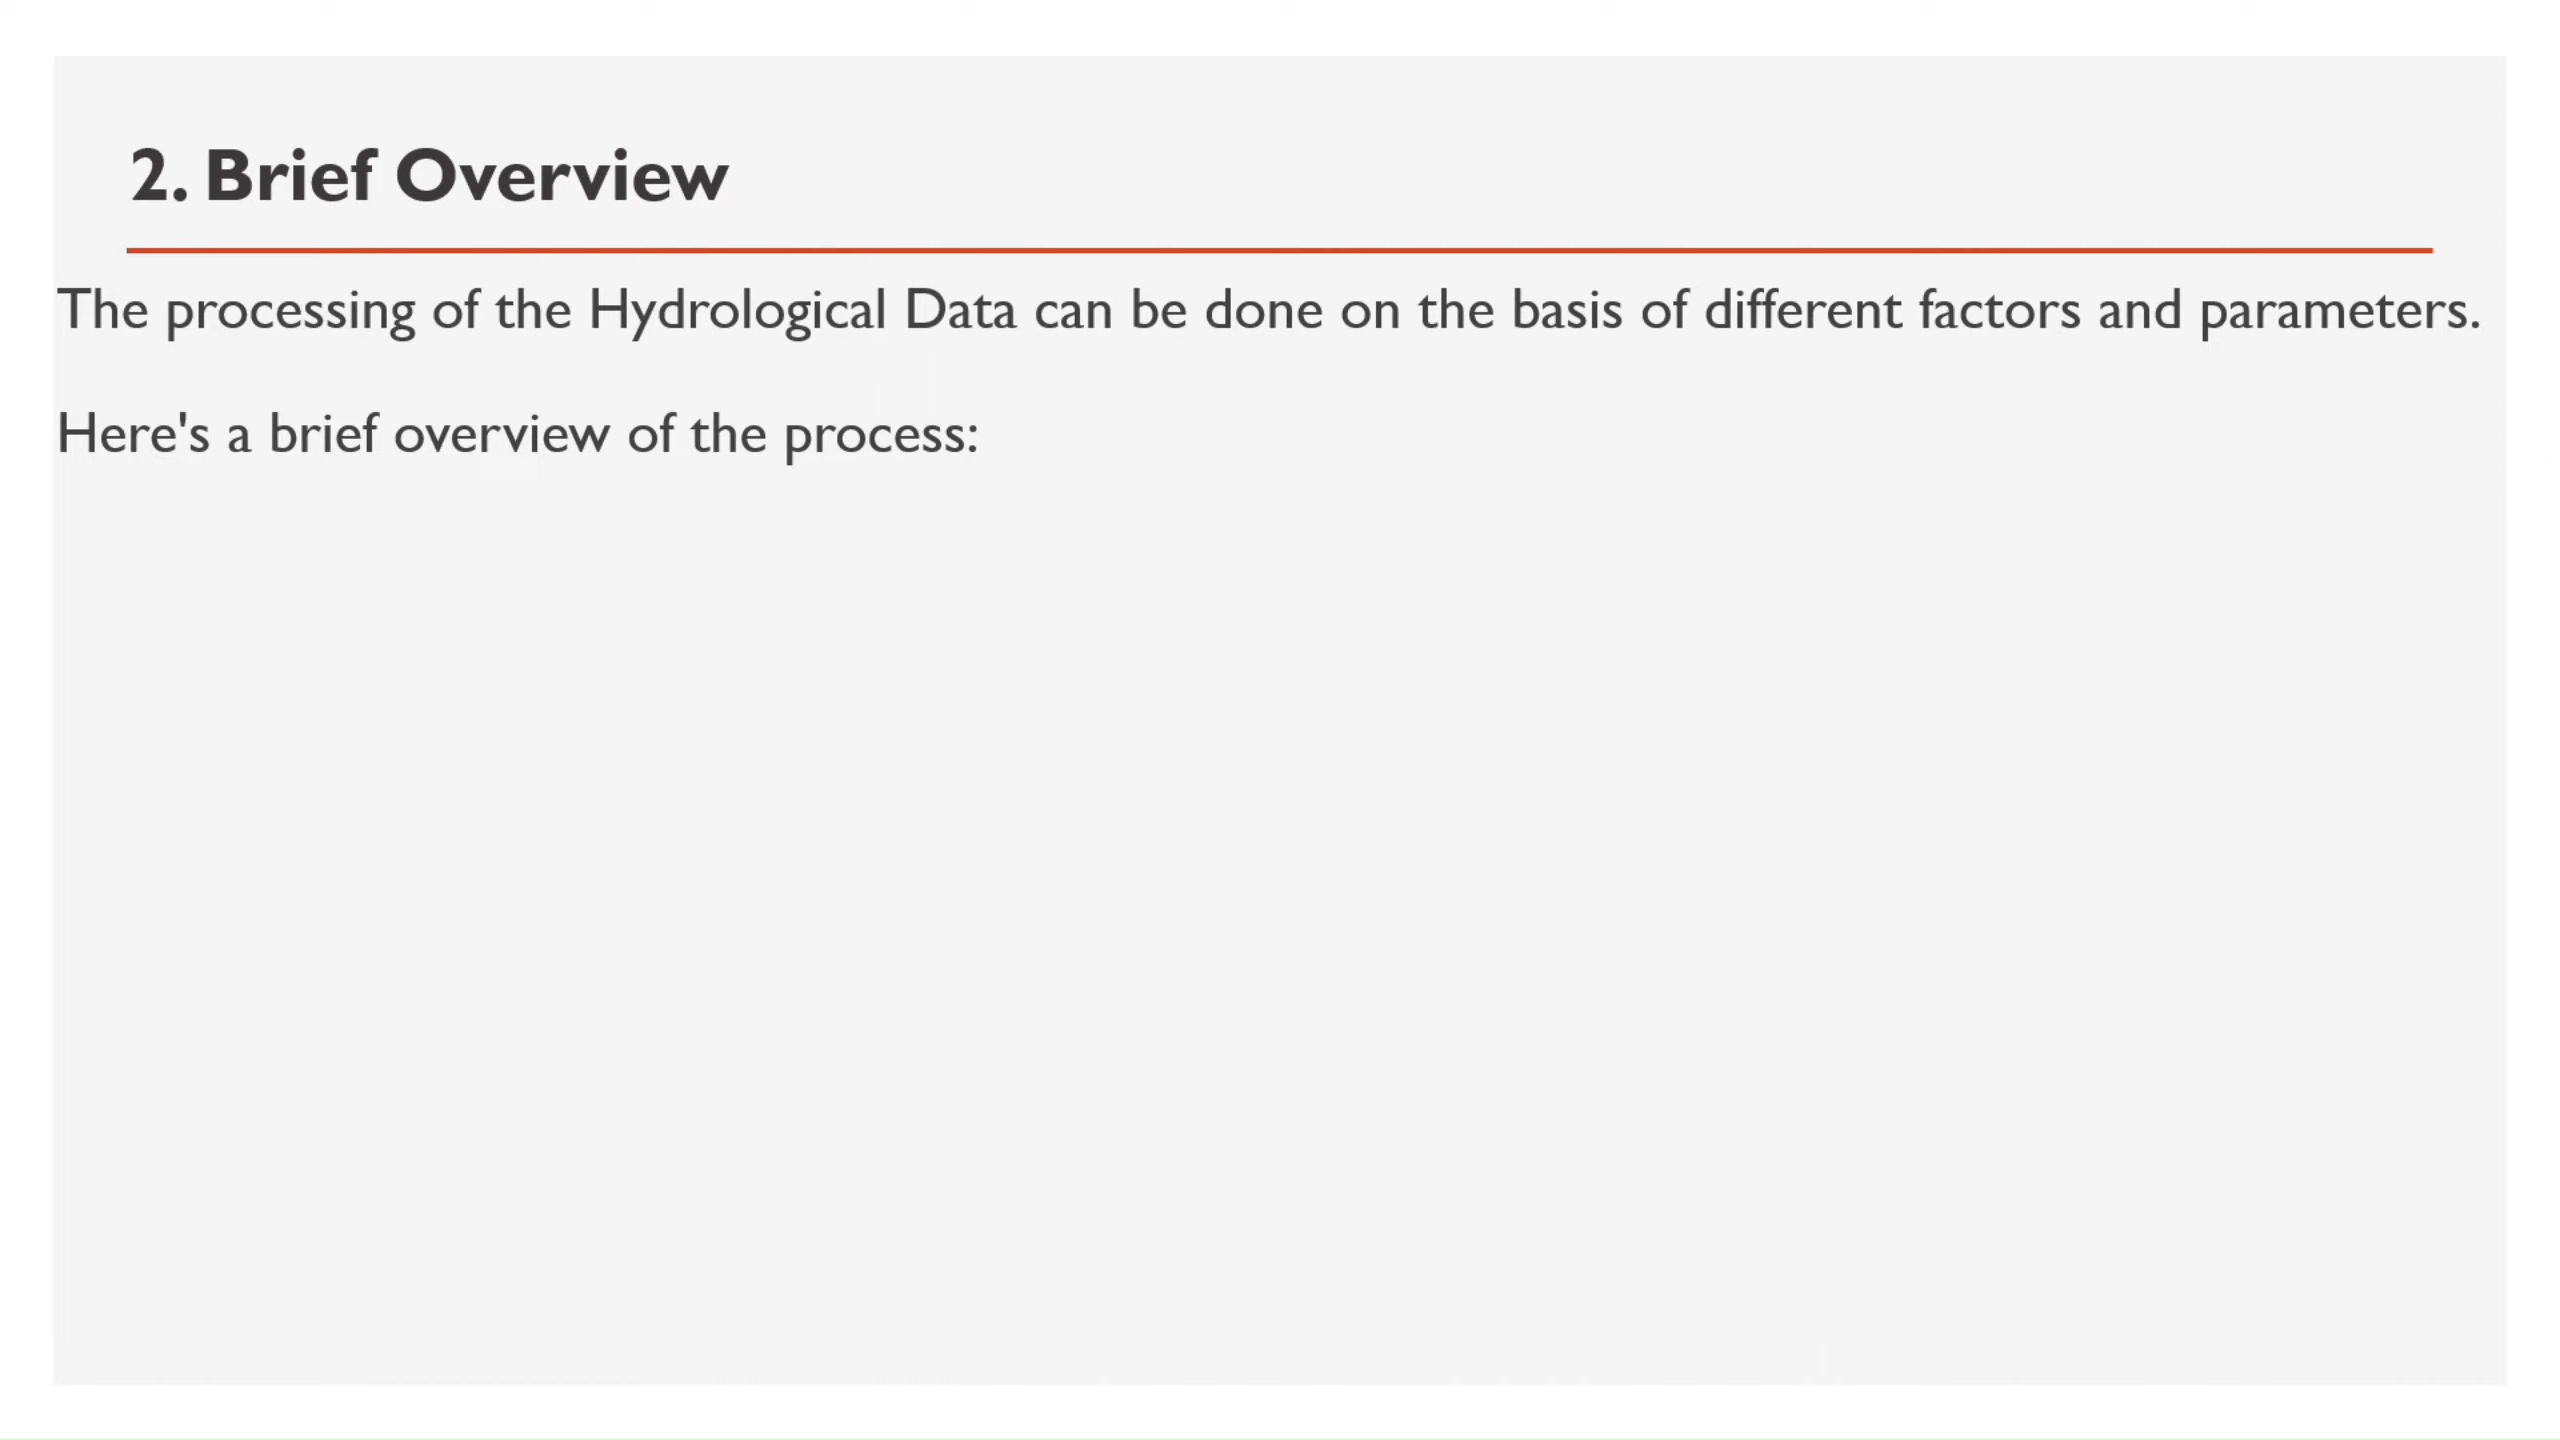 2. Brief Overview
The processing of the Hydrological Data can be done on the basis of different factors and parameters.
Here's a brief overview of the process: